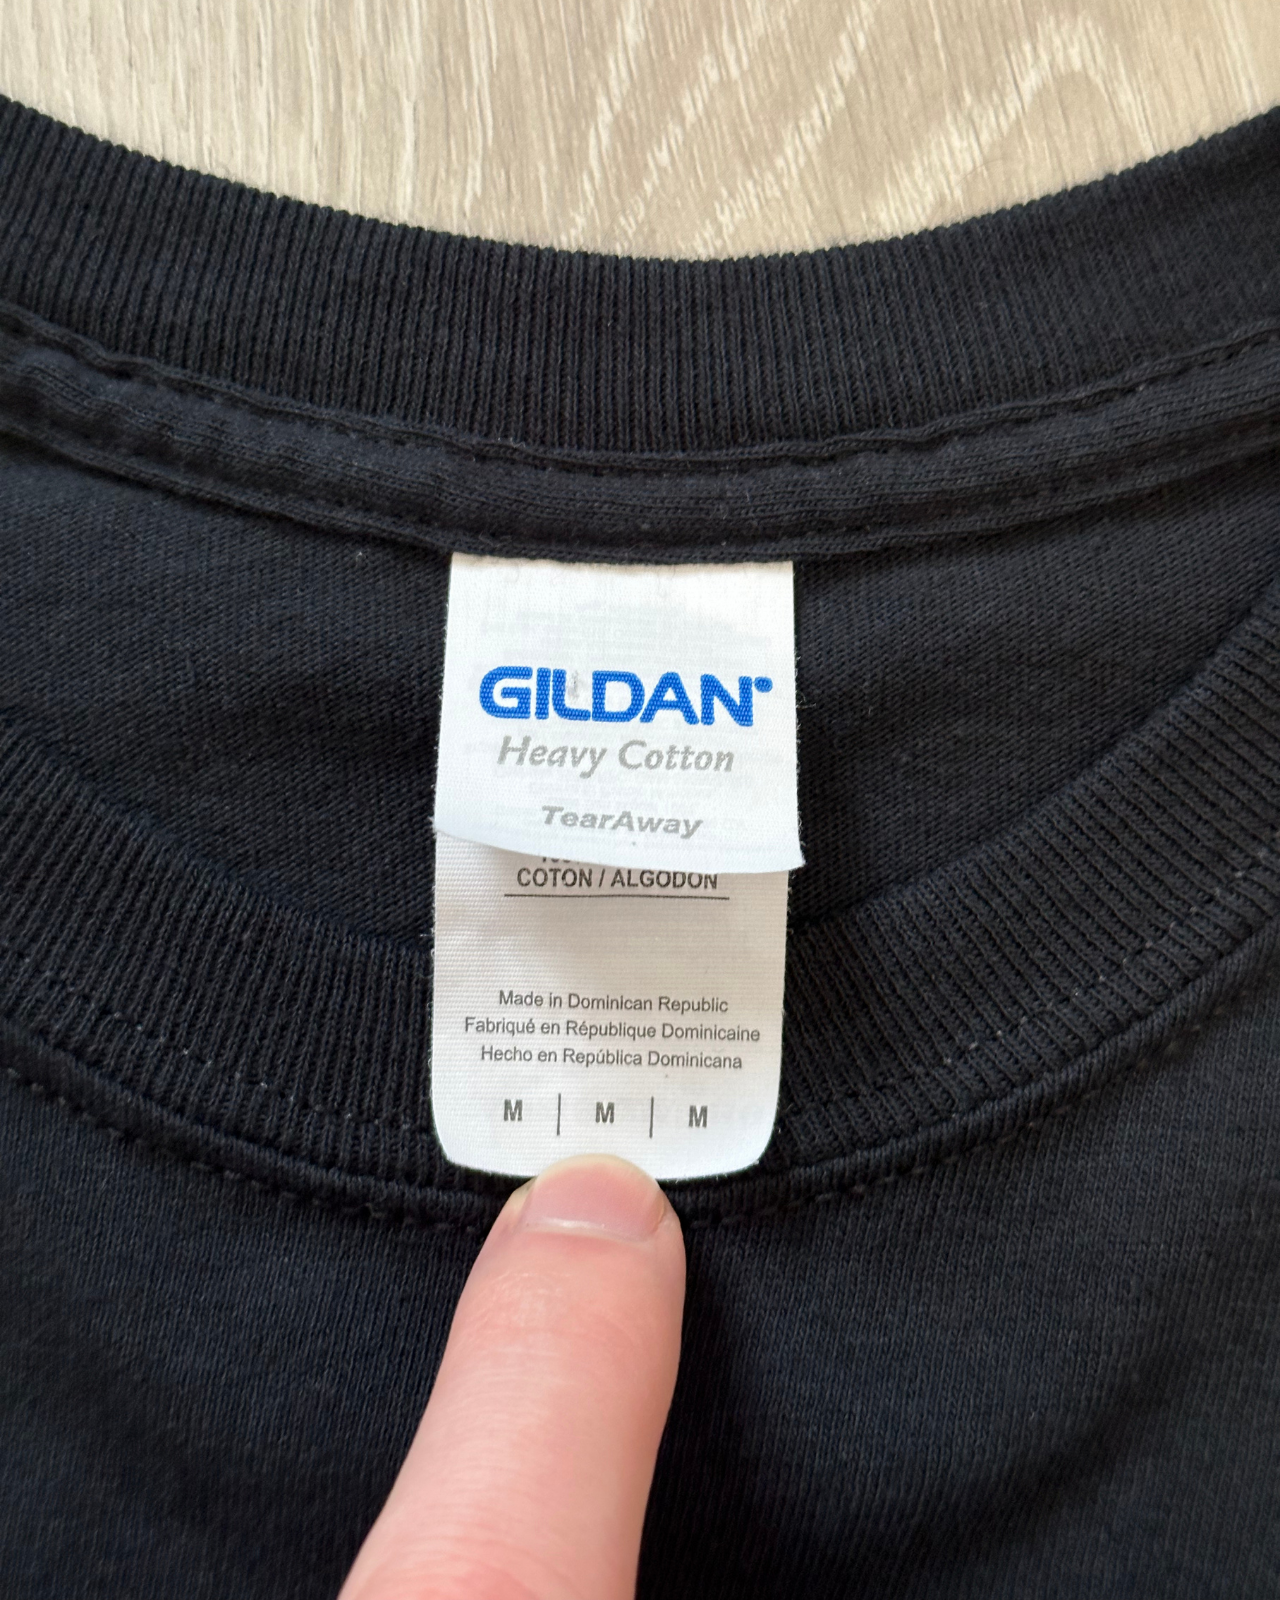 GILDAN
Heavy Cotton
TearAway
COTON / ALGODON
Made in Dominican Republic
Fabriqué en République Dominicaine
Hecho en República Dominicana
M | M | M